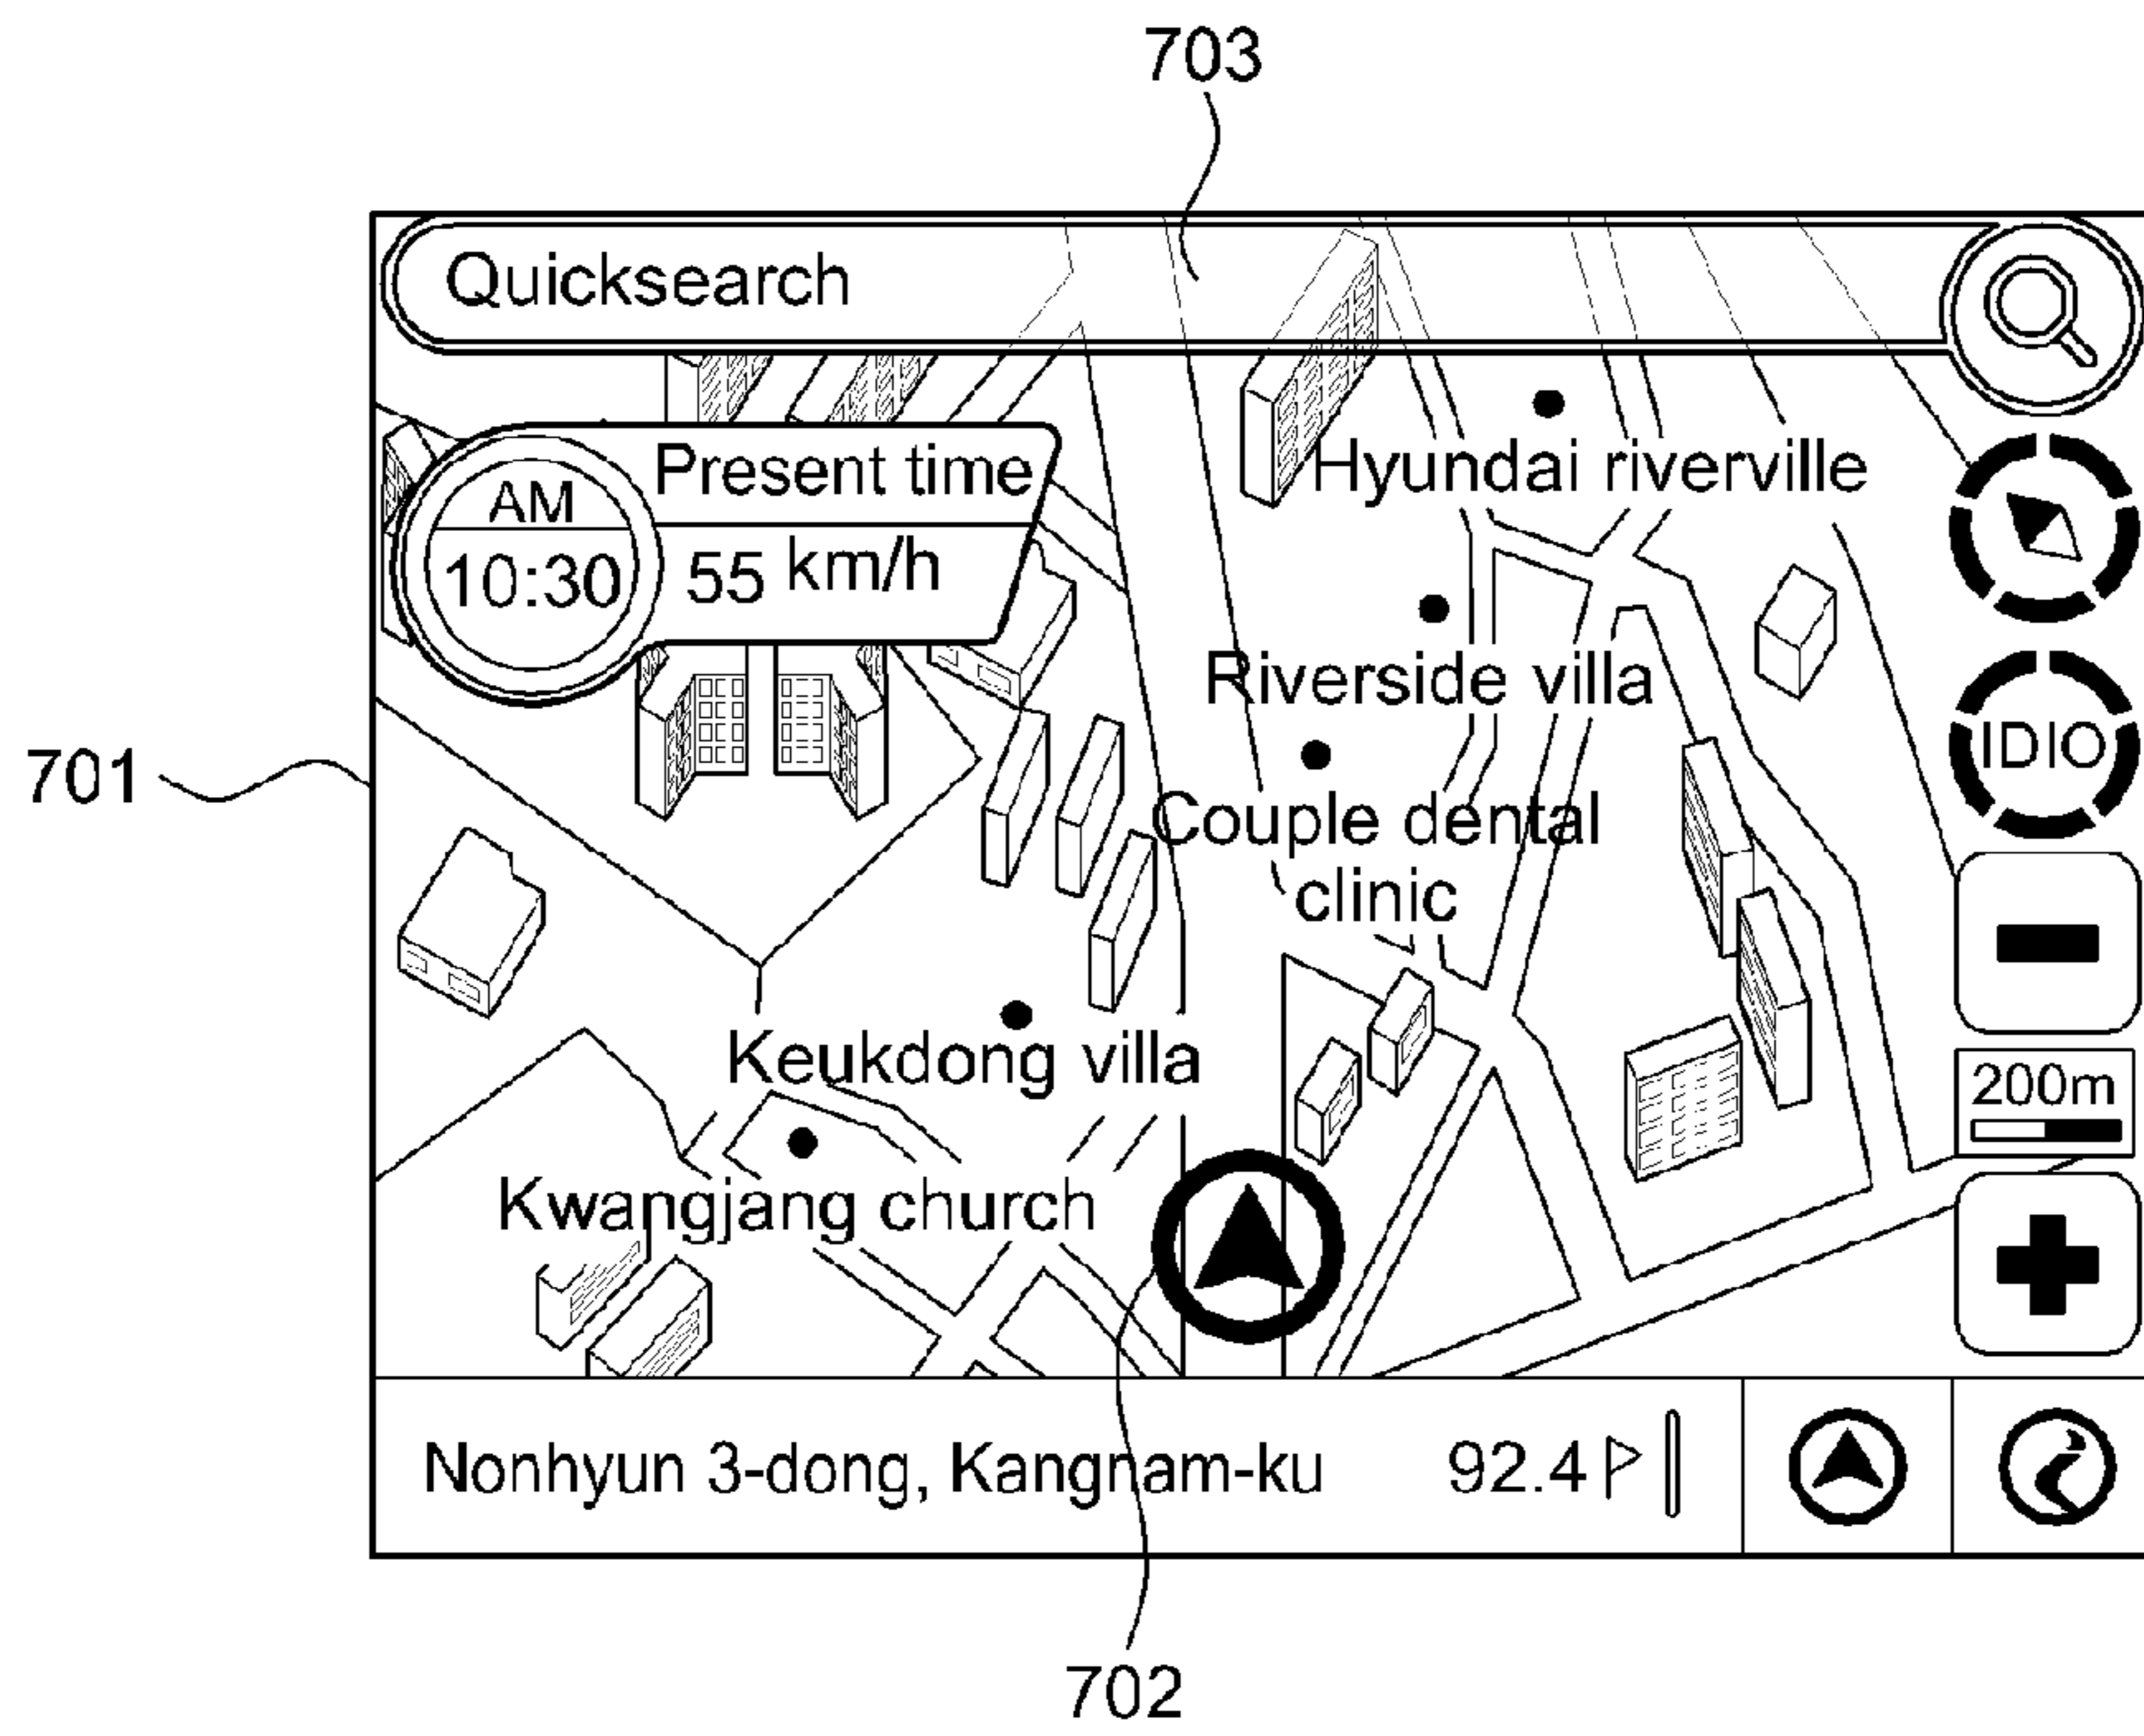 703
Quicksearch
Present time
AM
10:30
55 km/h
Hyundai riverville
Riverside villa
701
IDIO
Couple dental
clinic
Keukdong villa
200m
Kwangjang church
Nonhyun 3-dong, Kangnam-ku
92.4
702